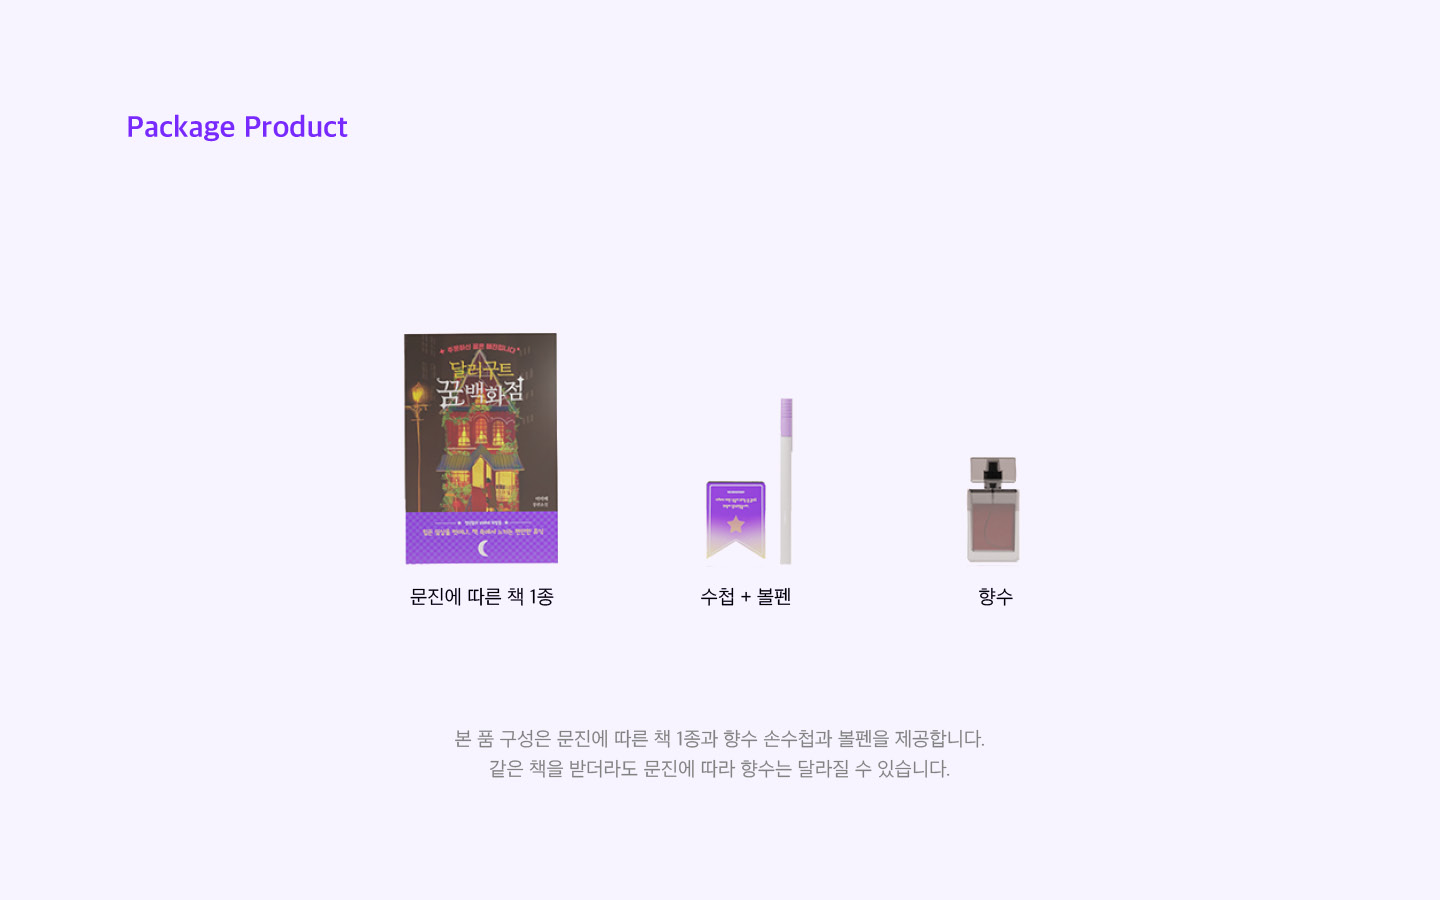 Package Product
달러구트
꿈백화점
문진에 따른 책 1종
수첩 + 볼펜
향수
본 품 구성은 문진에 따른 책 1종과 향수 손수첩과 볼펜을 제공합니다.
같은 책을 받더라도 문진에 따라 향수는 달라질 수 있습니다.